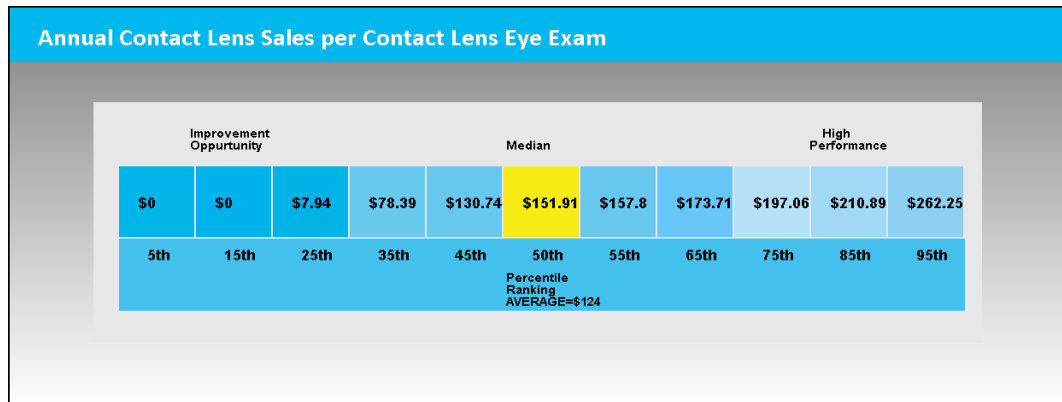 Annual Contact Lens Sales per Contact Lens Eye Exam
Improvement
Oppurtunity
Median
High
Performance
$0 $0 $7.94 $78.39 $130.74 $151.91 $157.8 $173.71 $197.06 $210.89 $262.25
5th 15th 25th 35th 45th 50th 55th 65th 75th 85th 95th
Percentile
Ranking
AVERAGE=$124